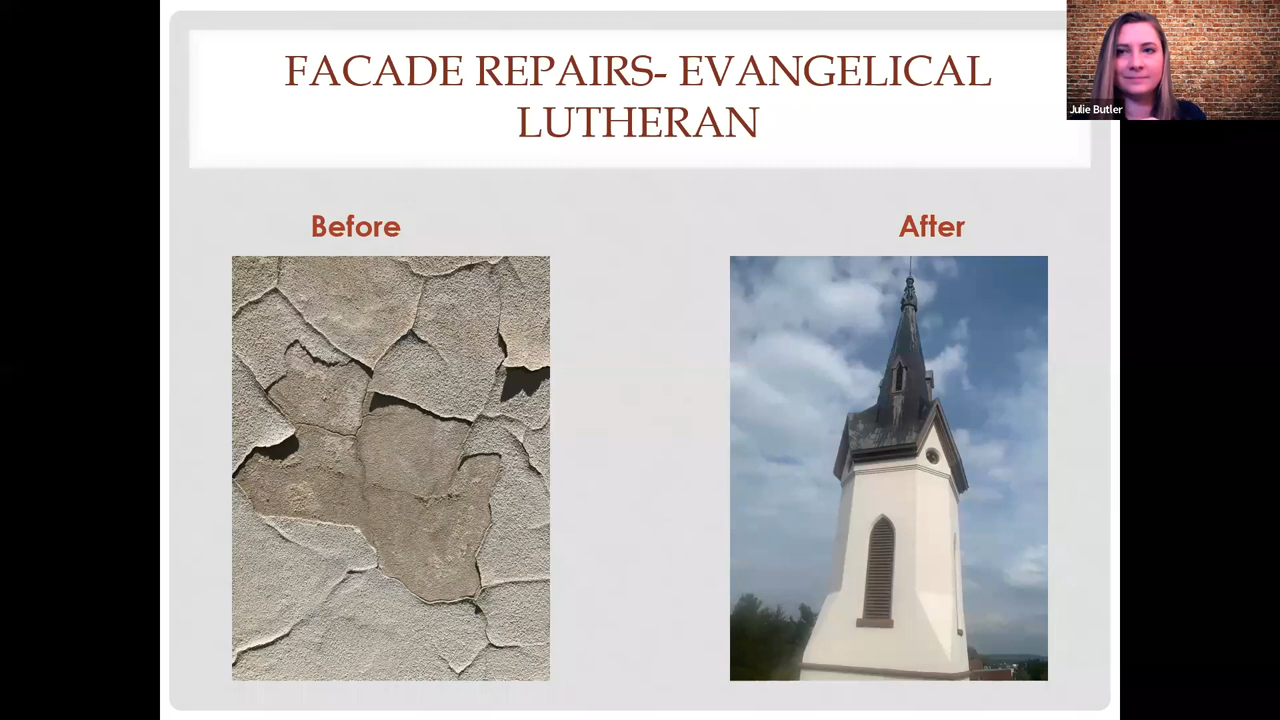 FACADE REPAIRS- EVANGELICAL
LUTHERAN
Julie Butler
Before
After